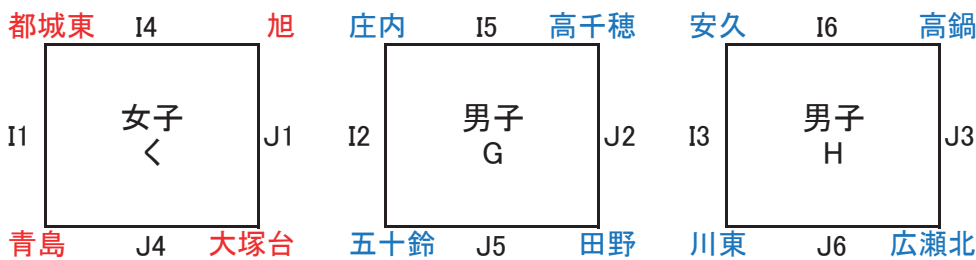 都城東 I4 旭 庄内 I5 高千穂 安久 I6 高鍋
女子 男子 男子
I1 J1 I2 J2 I3 J3
く G H
青島 J4 大塚台 五十鈴 J5 田野 川東 J6 広瀬北